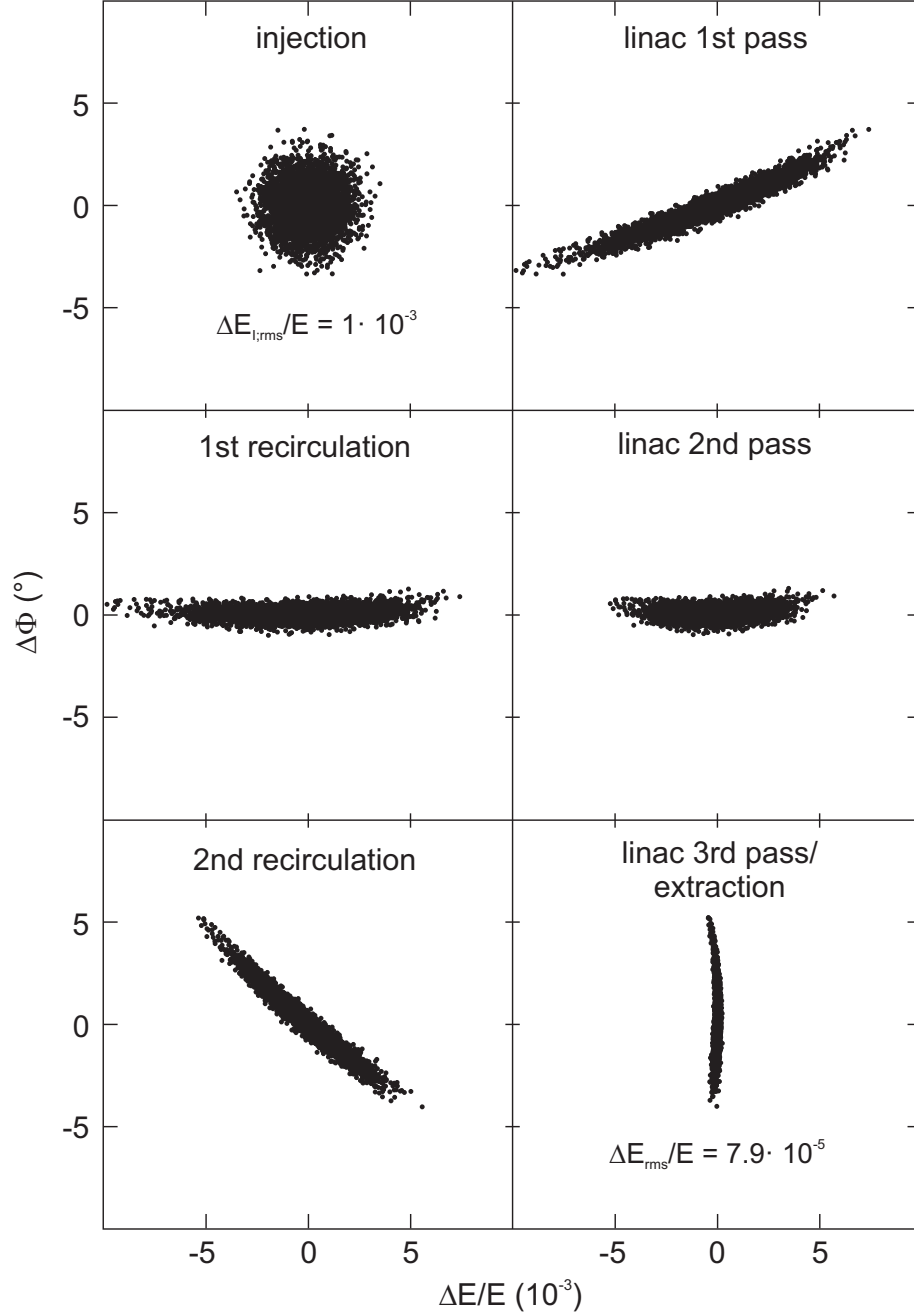 injection
linac 1st pass
5
0
-5
ΔE_I;rms/E = 1· 10^-3
1st recirculation
linac 2nd pass
5
0
-5
ΔΦ (°)
2nd recirculation
linac 3rd pass/
extraction
5
0
-5
ΔE_rms/E = 7.9· 10^-5
-5 0 5 -5 0 5
ΔE/E (10^-3)